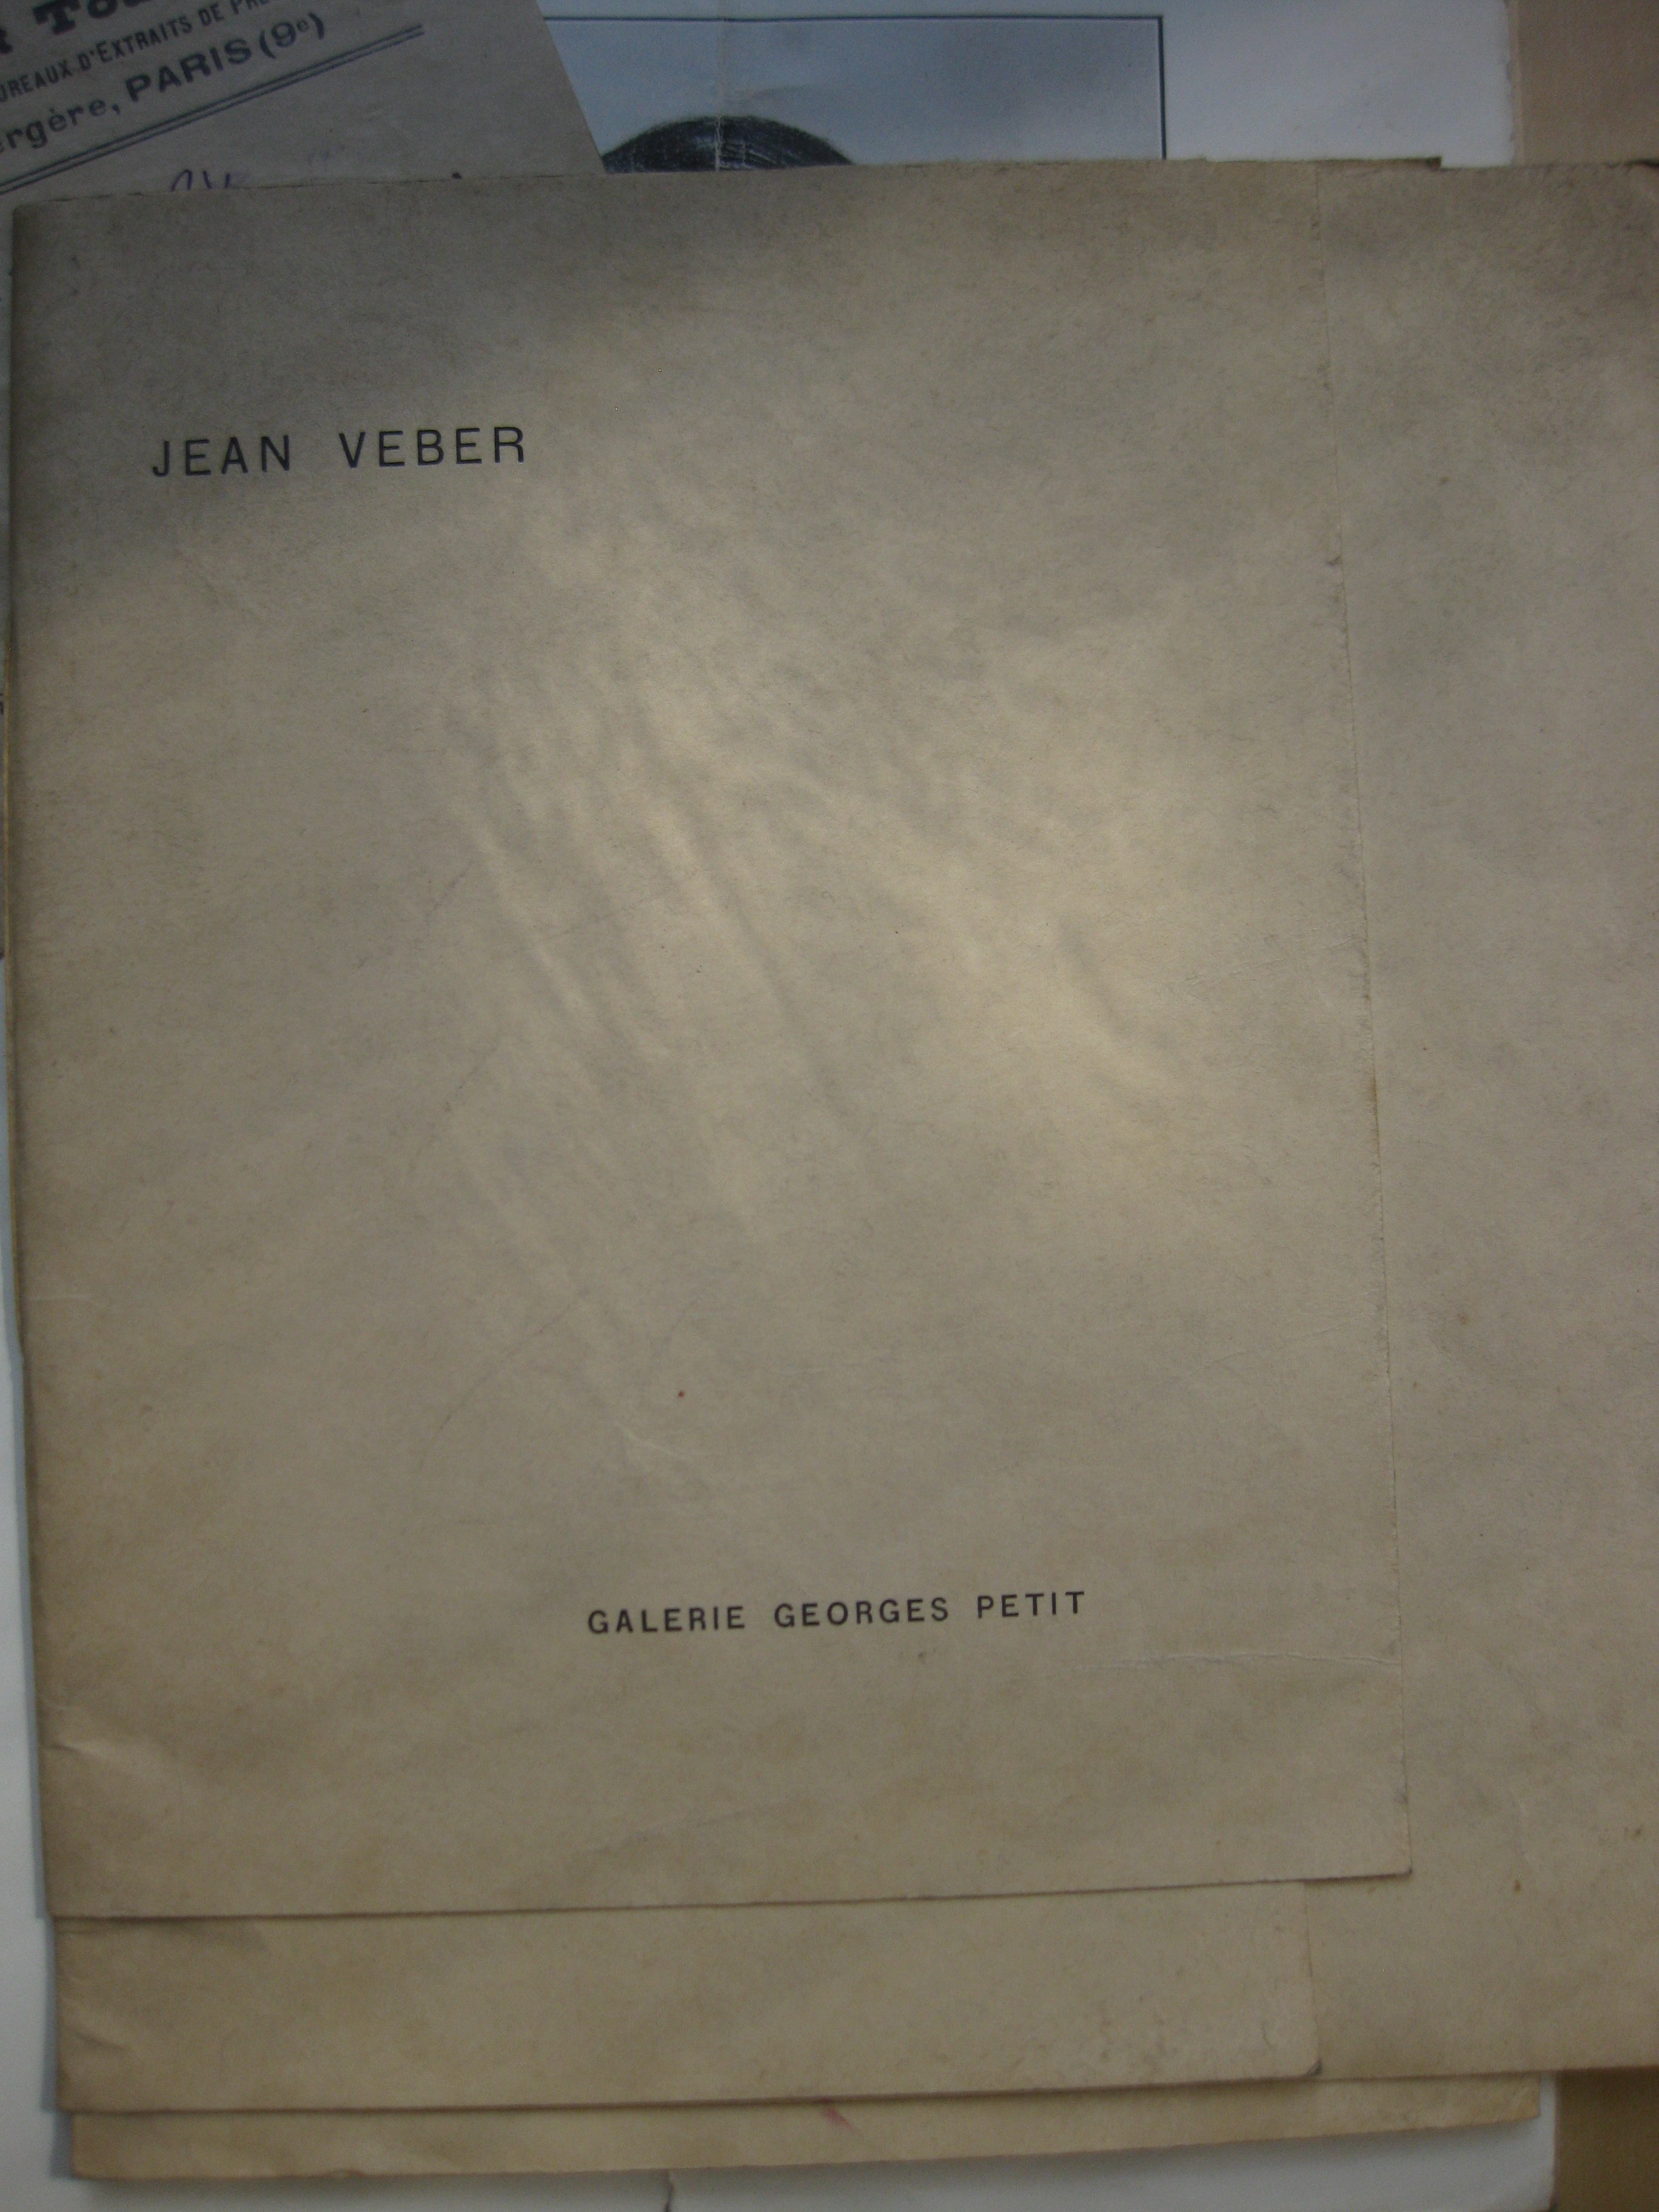 PARIS (9e)
JEAN VEBER
GALERIE GEORGES PETIT